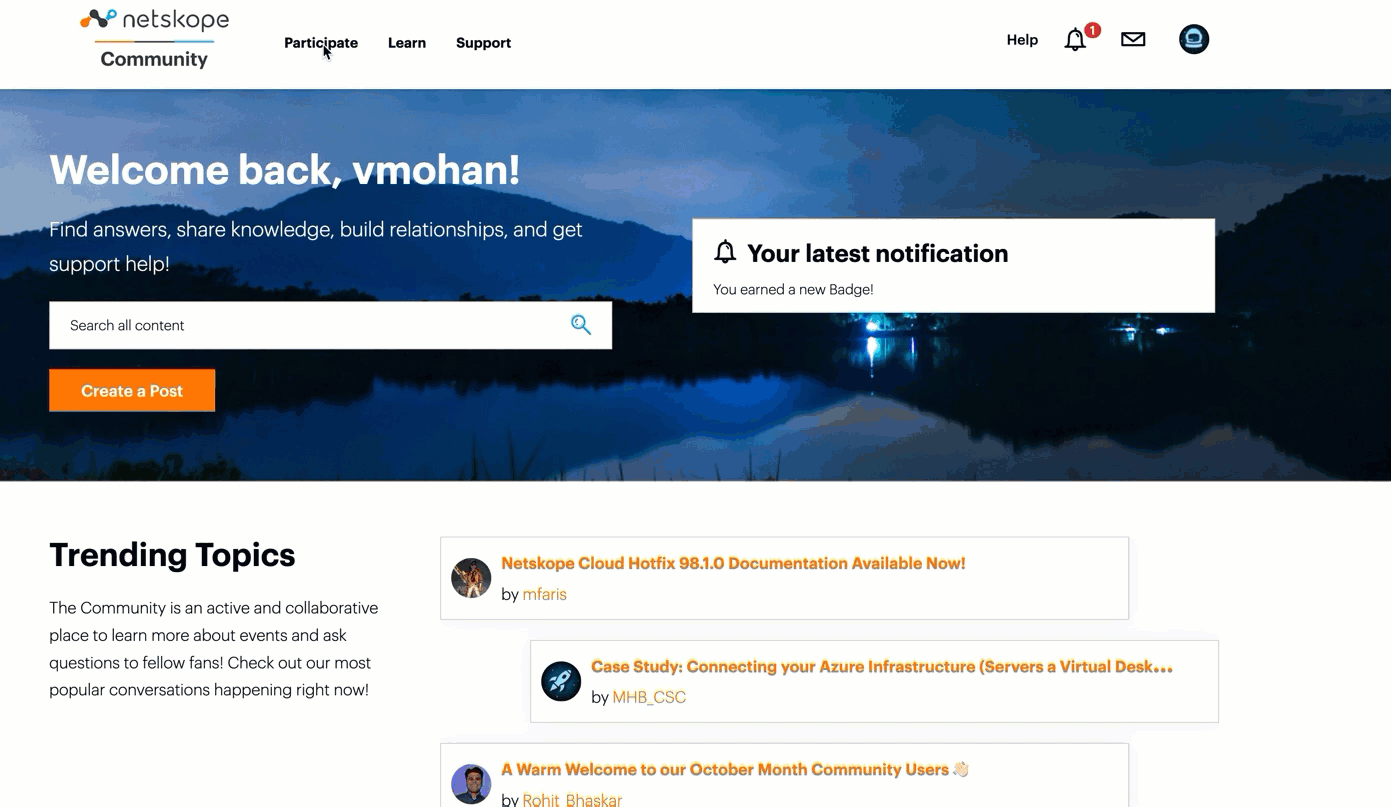 netskope
Community
Participate
Learn
Support
Help
1
Welcome back, vmohan!
Find answers, share knowledge, build relationships, and get
support help!
Search all content
Create a Post
Your latest notification
You earned a new Badge!
Trending Topics
The Community is an active and collaborative
place to learn more about events and ask
questions to fellow fans! Check out our most
popular conversations happening right now!
Netskope Cloud Hotfix 98.1.0 Documentation Available Now!
by mfaris
Case Study: Connecting your Azure Infrastructure (Servers a Virtual Desk...
by MHB_CSC
A Warm Welcome to our October Month Community Users 👋🏻
by Rohit_Bhaskar